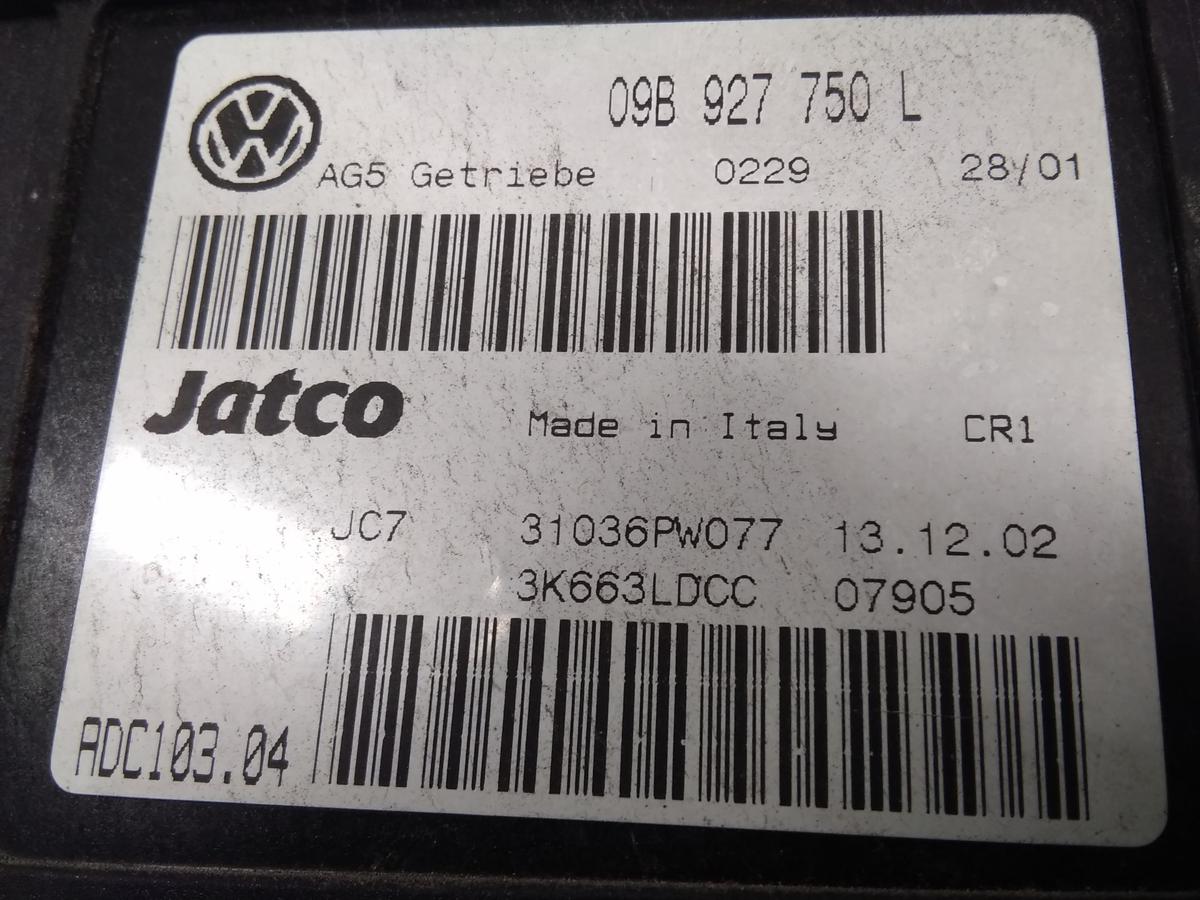 09B 927 750 L
AG5 Getriebe 0229 28/01
Jatco Made in Italy CR1
JC7 31036PW077 13.12.02
3K663LDCC 07905
ADC103.04